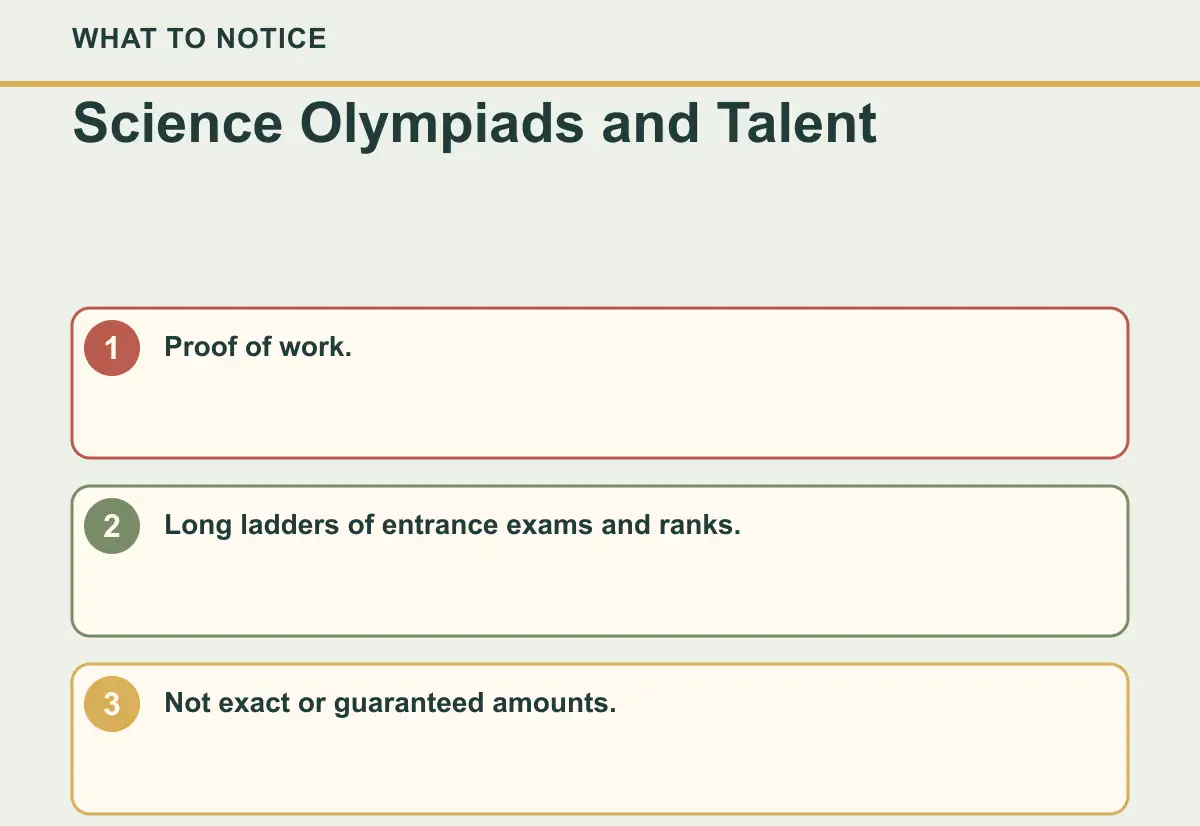 WHAT TO NOTICE
Science Olympiads and Talent
1 Proof of work.
2 Long ladders of entrance exams and ranks.
3 Not exact or guaranteed amounts.